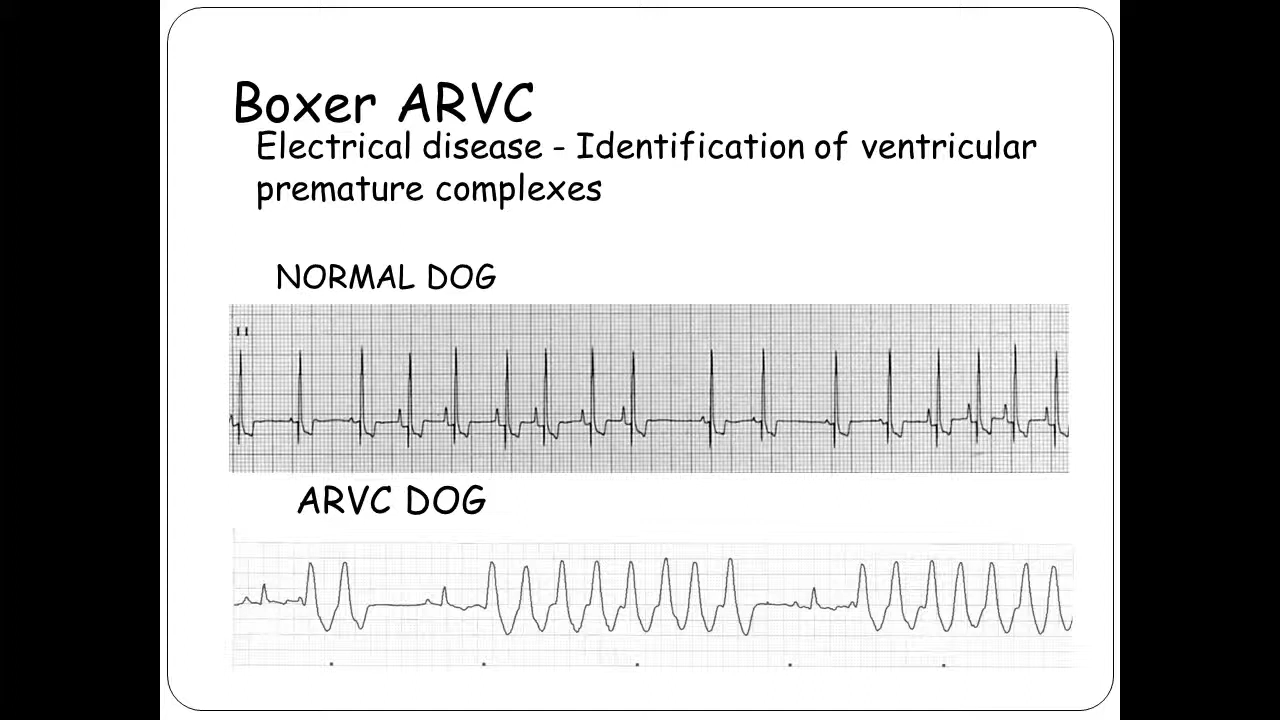 Boxer ARVC
Electrical disease - Identification of ventricular
premature complexes
NORMAL DOG
II
ARVC DOG